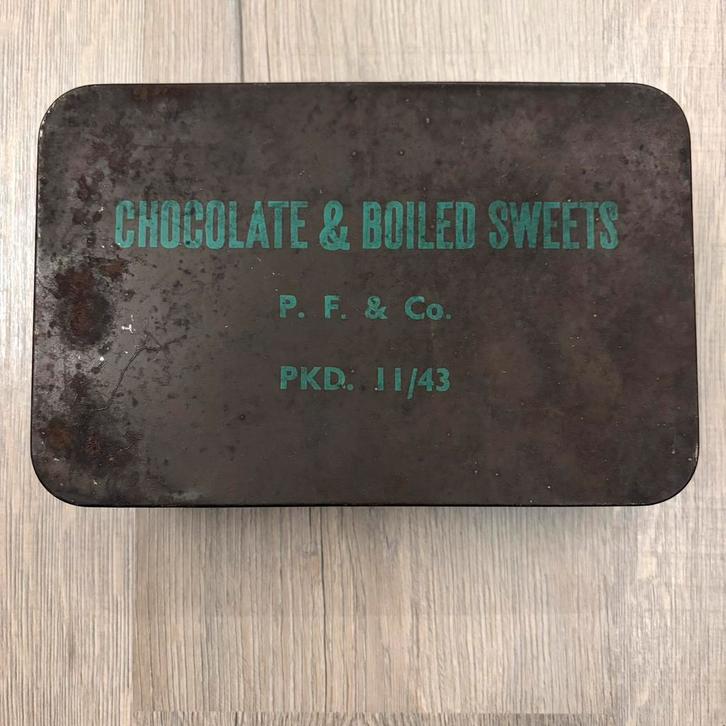 CHOCOLATE & BOILED SWEETS
P. F. & Co.
PKD. 11/43